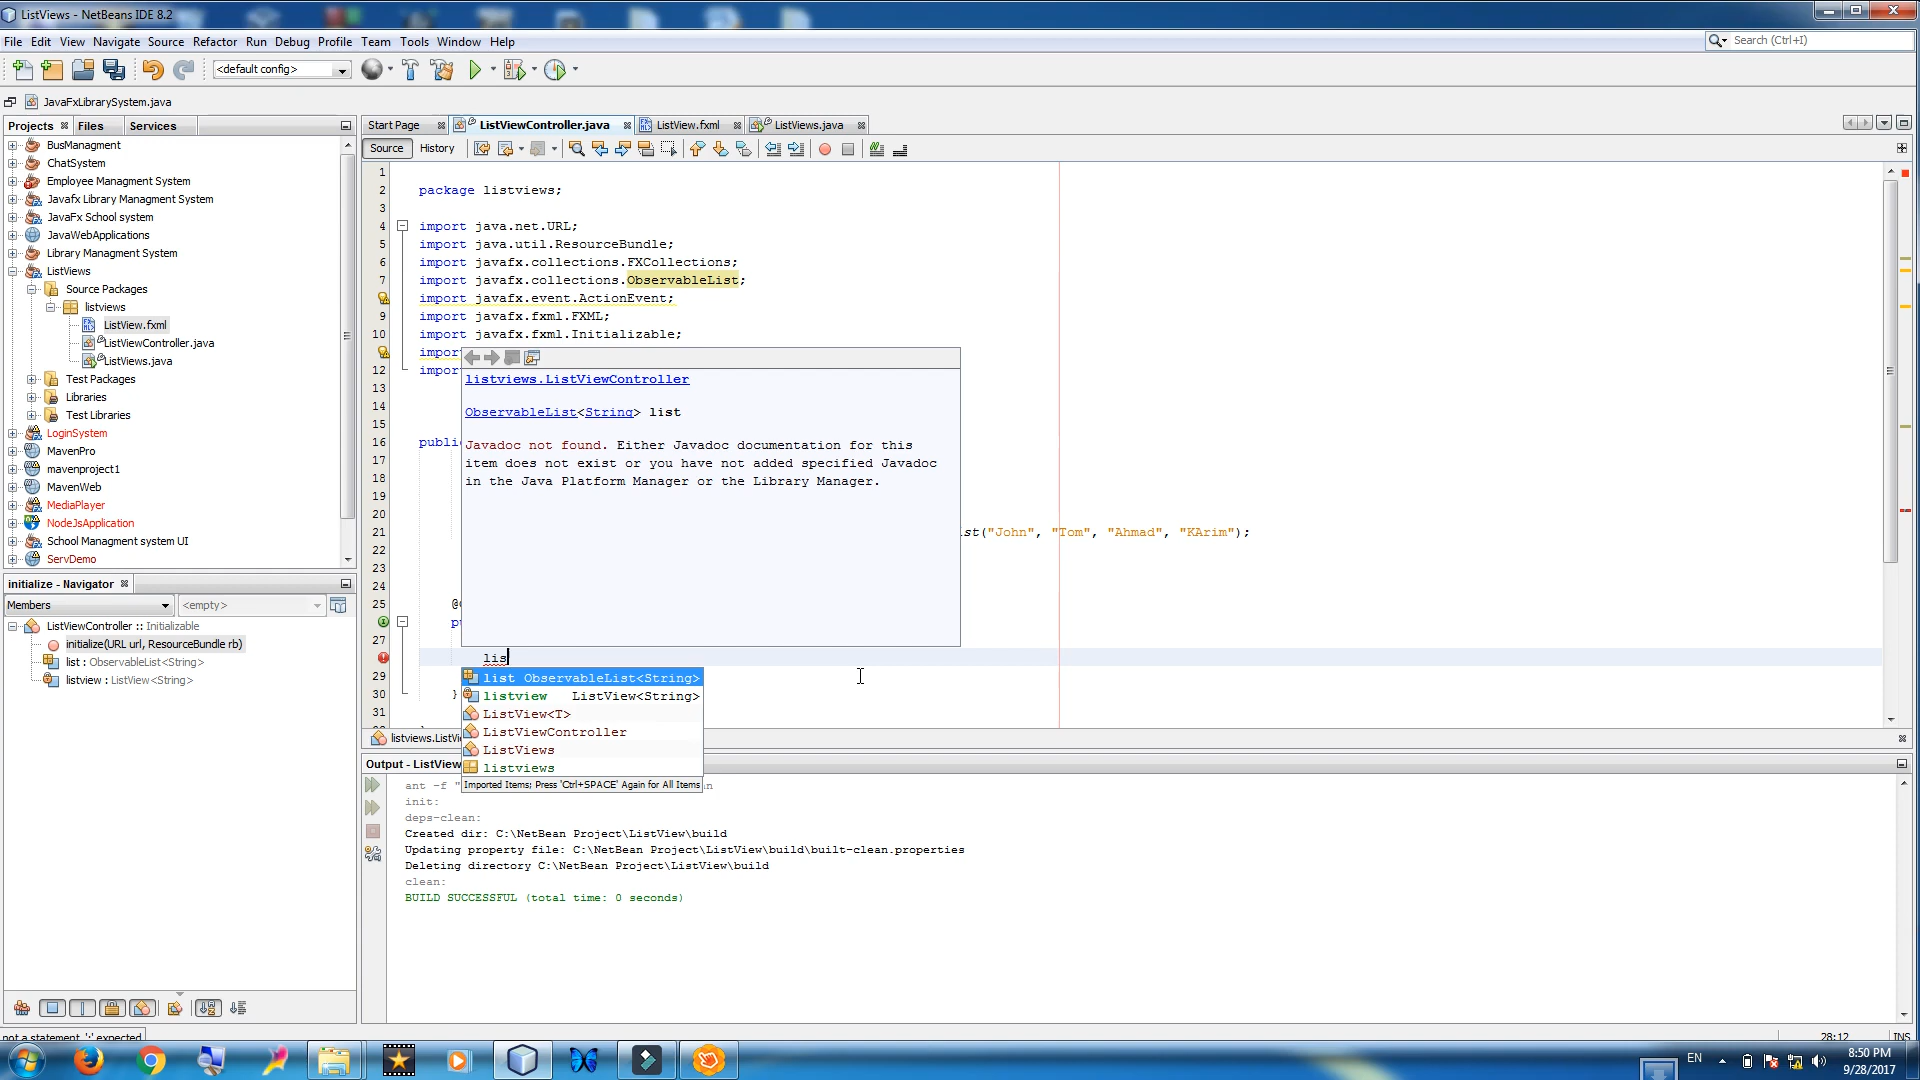 ListViews - NetBeans IDE 8.2
File Edit View Navigate Source Refactor Run Debug Profile Team Tools Window Help
Search (Ctrl+I)
<default config>
JavaFxLibrarySystem.java
Projects Files Services
BusManagment
ChatSystem
Employee Managment System
Javafx Library Managment System
JavaFx School system
JavaWebApplications
Library Managment System
ListViews
Source Packages
listviews
ListView.fxml
ListViewController.java
ListViews.java
Test Packages
Libraries
Test Libraries
LoginSystem
MavenPro
mavenproject1
MavenWeb
MediaPlayer
NodeJsApplication
School Managment system UI
ServDemo
initialize - Navigator
Members <empty>
ListViewController :: Initializable
initialize(URL url, ResourceBundle rb)
list : ObservableList<String>
listview : ListView<String>
Start Page ListViewController.java ListView.fxml ListViews.java
Source History
1
2 package listviews;
3
4 import java.net.URL;
5 import java.util.ResourceBundle;
6 import javafx.collections.FXCollections;
7 import javafx.collections.ObservableList;
import javafx.event.ActionEvent;
9 import javafx.fxml.FXML;
10 import javafx.fxml.Initializable;
impor
12 impor
13
14
15
16 publi
17
18
19
20
21 ist("John", "Tom", "Ahmad", "KArim");
22
23
24
25 @
27
lis
29
30 }
31
listviews.ListViewController
ObservableList<String> list
Javadoc not found. Either Javadoc documentation for this
item does not exist or you have not added specified Javadoc
in the Java Platform Manager or the Library Manager.
list ObservableList<String>
listview ListView<String>
ListView<T>
ListViewController
ListViews
listviews
Imported Items; Press 'Ctrl+SPACE' Again for All Items
listviews.ListVi
Output - ListView
ant -f "
init:
deps-clean:
Created dir: C:\NetBean Project\ListView\build
Updating property file: C:\NetBean Project\ListView\build\built-clean.properties
Deleting directory C:\NetBean Project\ListView\build
clean:
BUILD SUCCESSFUL (total time: 0 seconds)
not a statement ';' expected
28:12 INS
EN
8:50 PM
9/28/2017